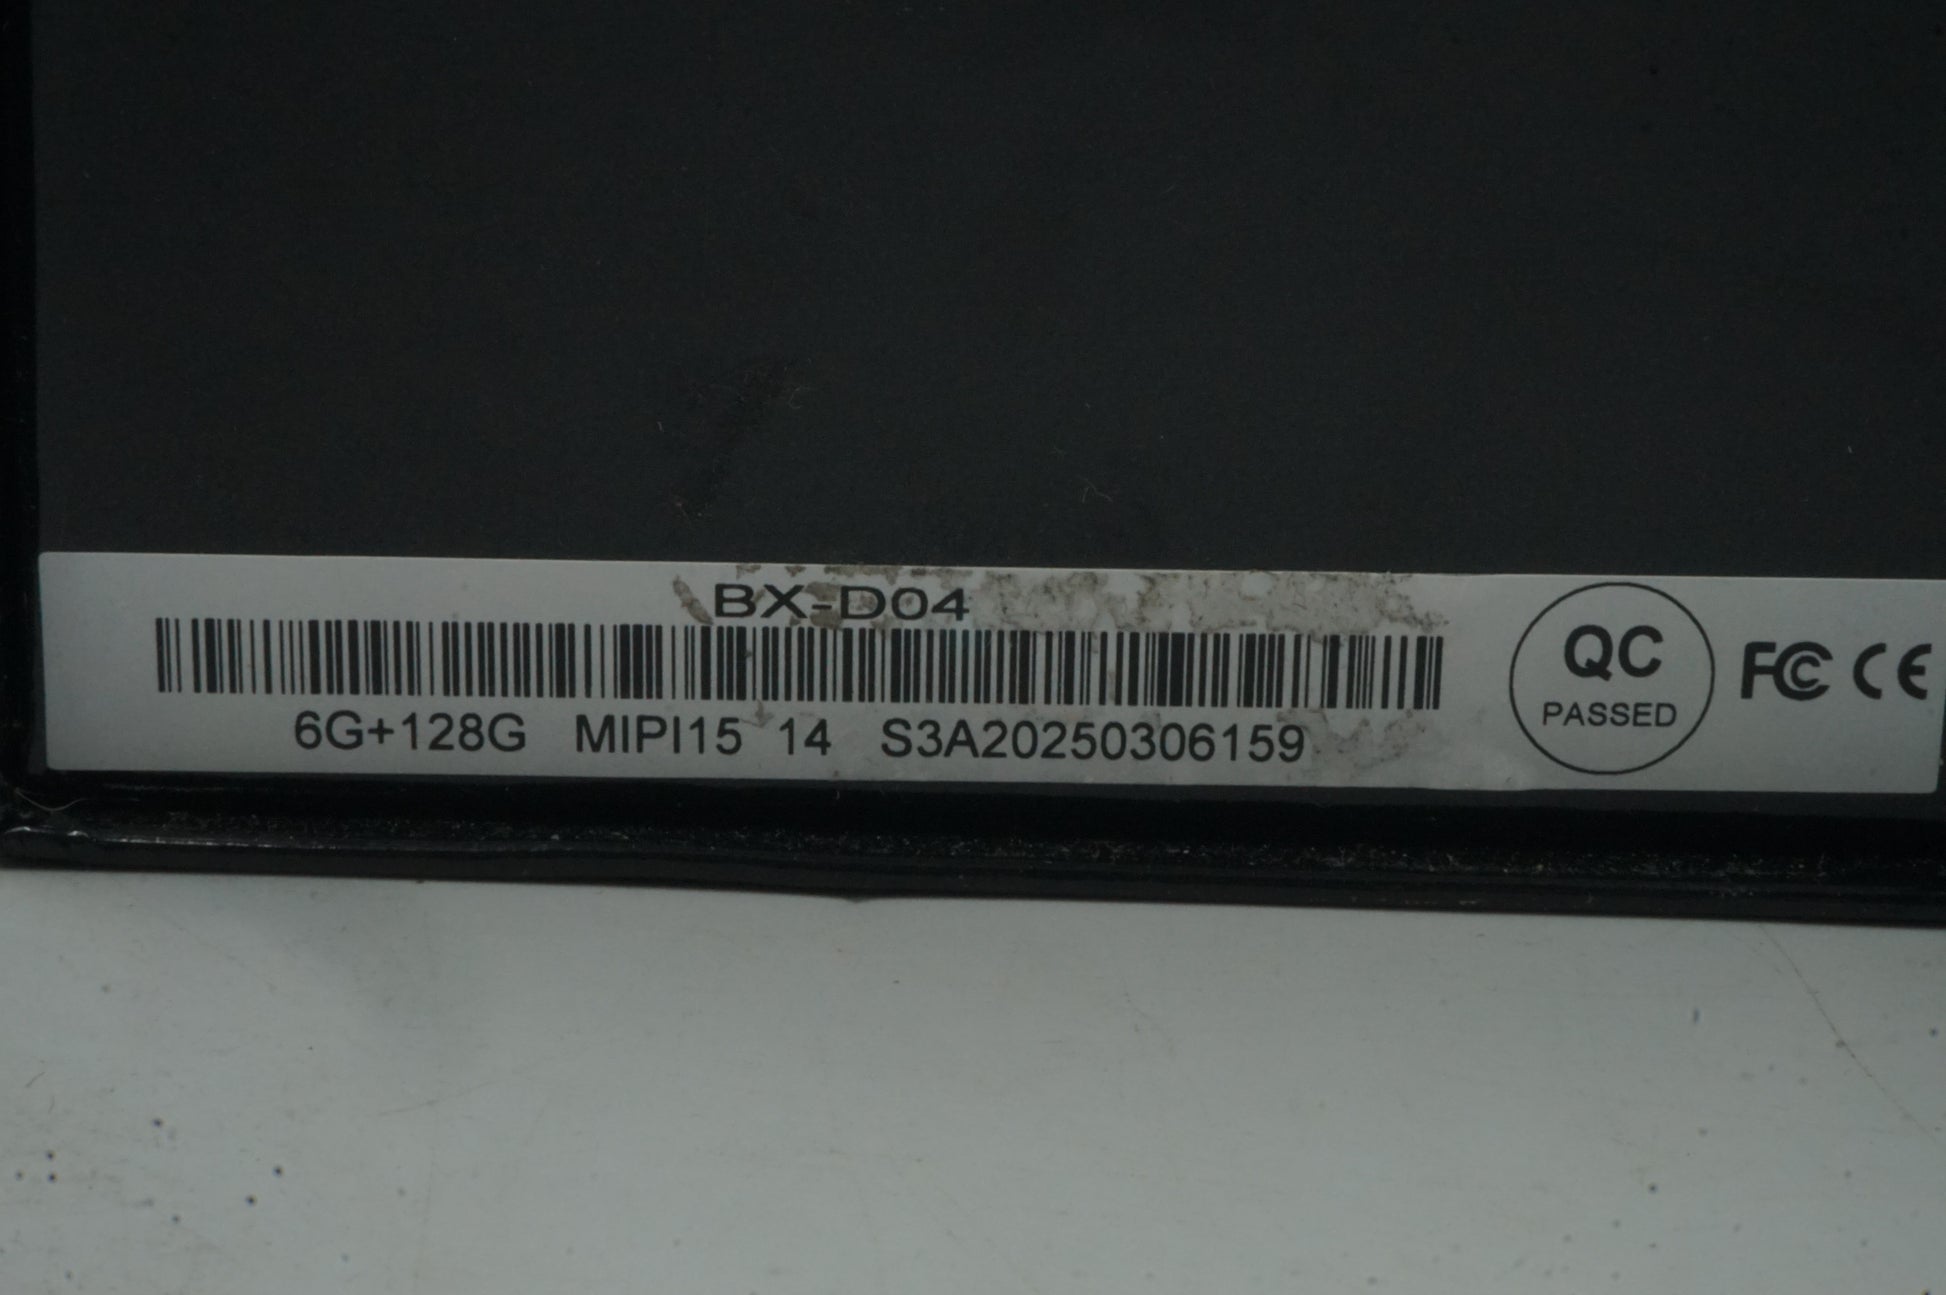 BX-D04
6G+128G MIPI15 14 S3A20250306159
QC
PASSED
FC CE